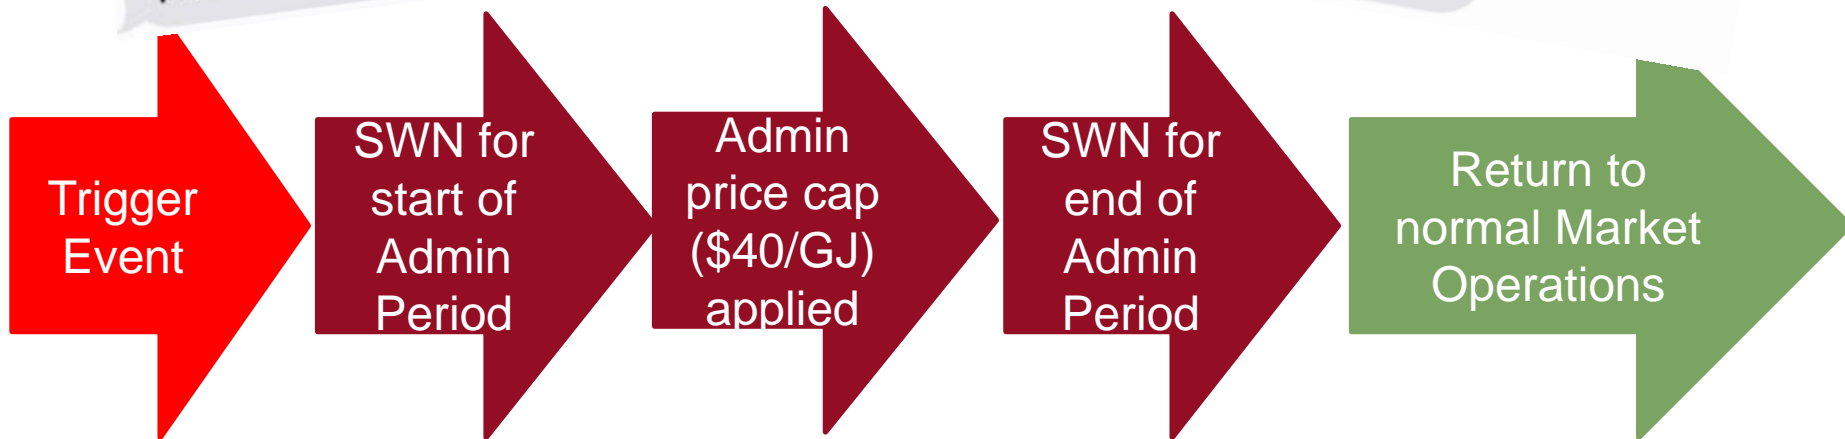 Trigger
Event
SWN for
start of
Admin
Period
Admin
price cap
($40/GJ)
applied
SWN for
end of
Admin
Period
Return to
normal Market
Operations